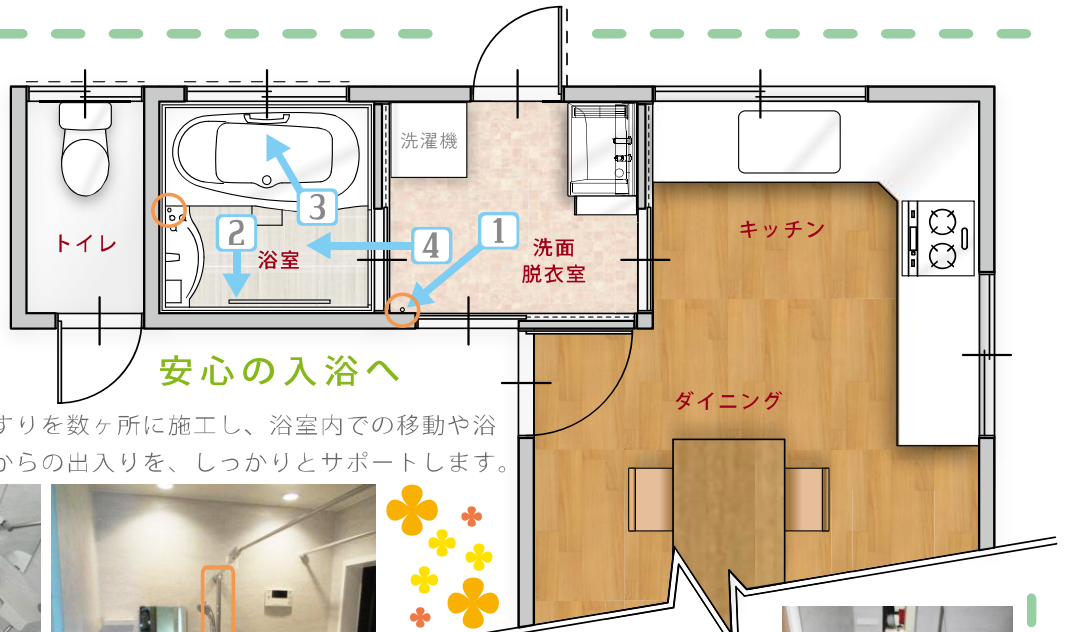 洗濯機
3
1
2
4
トイレ
浴室
洗面
脱衣室
キッチン
ダイニング
安心の入浴へ
すりを数ヶ所に施工し、浴室内での移動や浴
からの出入りを、しっかりとサポートします。